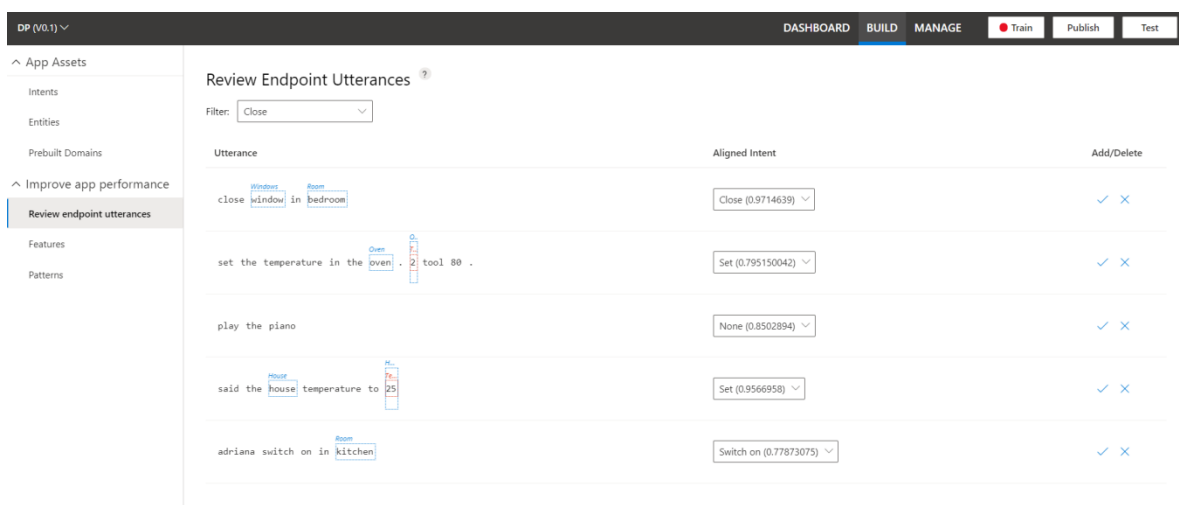 DP (V0.1) DASHBOARD BUILD MANAGE Train Publish Test
App Assets
Intents
Entities
Prebuilt Domains
Improve app performance
Review endpoint utterances
Features
Patterns
Review Endpoint Utterances ?
Filter: Close
Utterance Aligned Intent Add/Delete
Windows Room
close window in bedroom Close (0.9714639)
O...
Oven T...
set the temperature in the oven . 2 tool 80 . Set (0.795150042)
play the piano None (0.8502894)
H...
House Te...
said the house temperature to 25 Set (0.9566958)
Room
adriana switch on in kitchen Switch on (0.77873075)